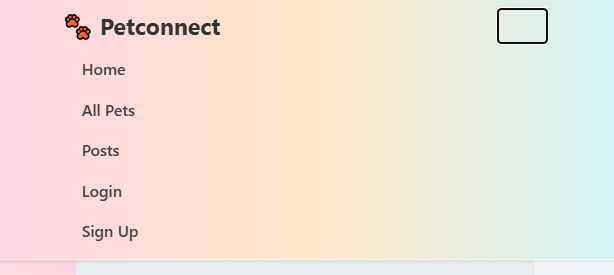 Petconnect
Home
All Pets
Posts
Login
Sign Up